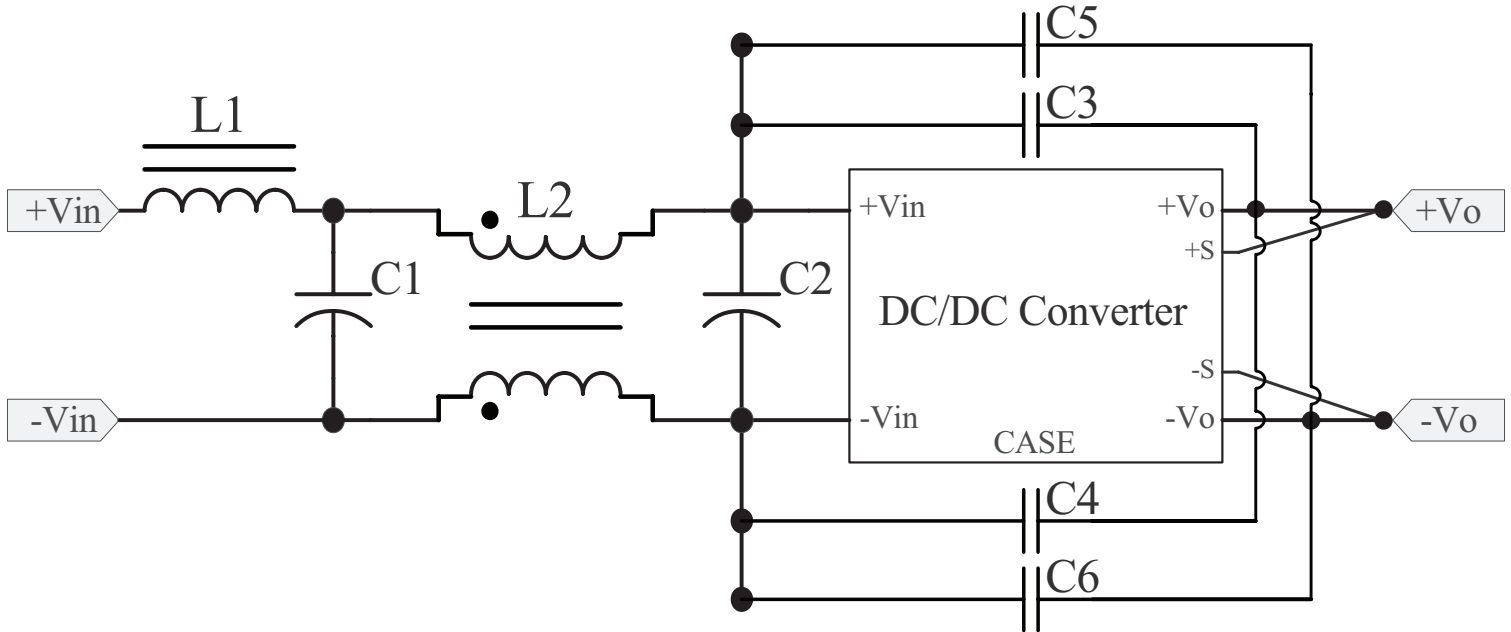 C5
C3
L1
L2
+Vin
+Vin
+Vo
+Vo
+S
C1
C2
DC/DC Converter
-S
-Vin
-Vin
-Vo
-Vo
CASE
C4
C6